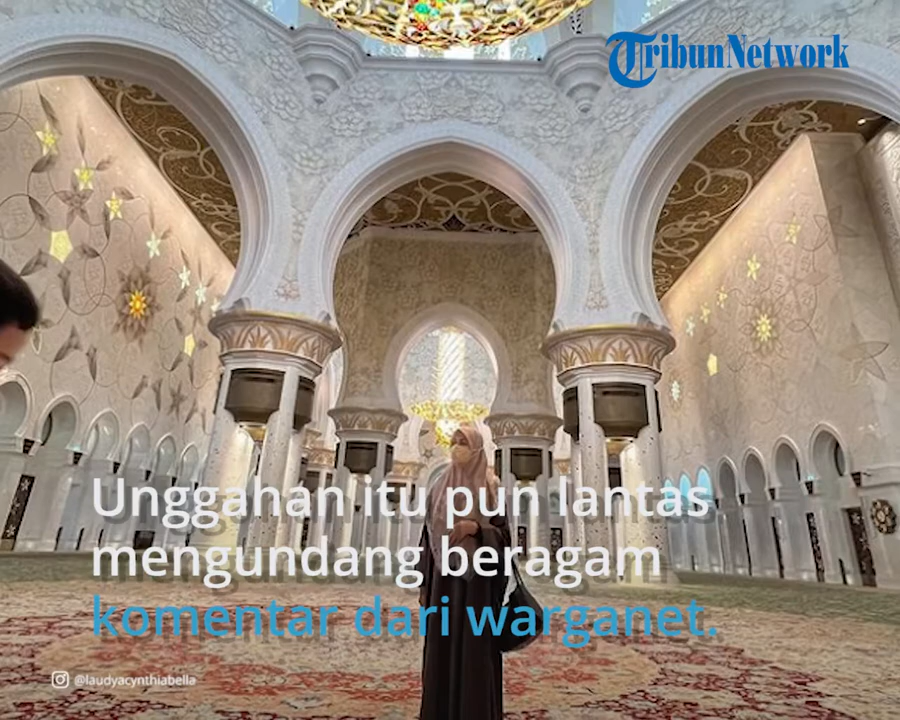 TribunNetwork
Unggahan itu pun lantas
mengundang beragam
komentar dari warganet.
@laudyacynthiabella